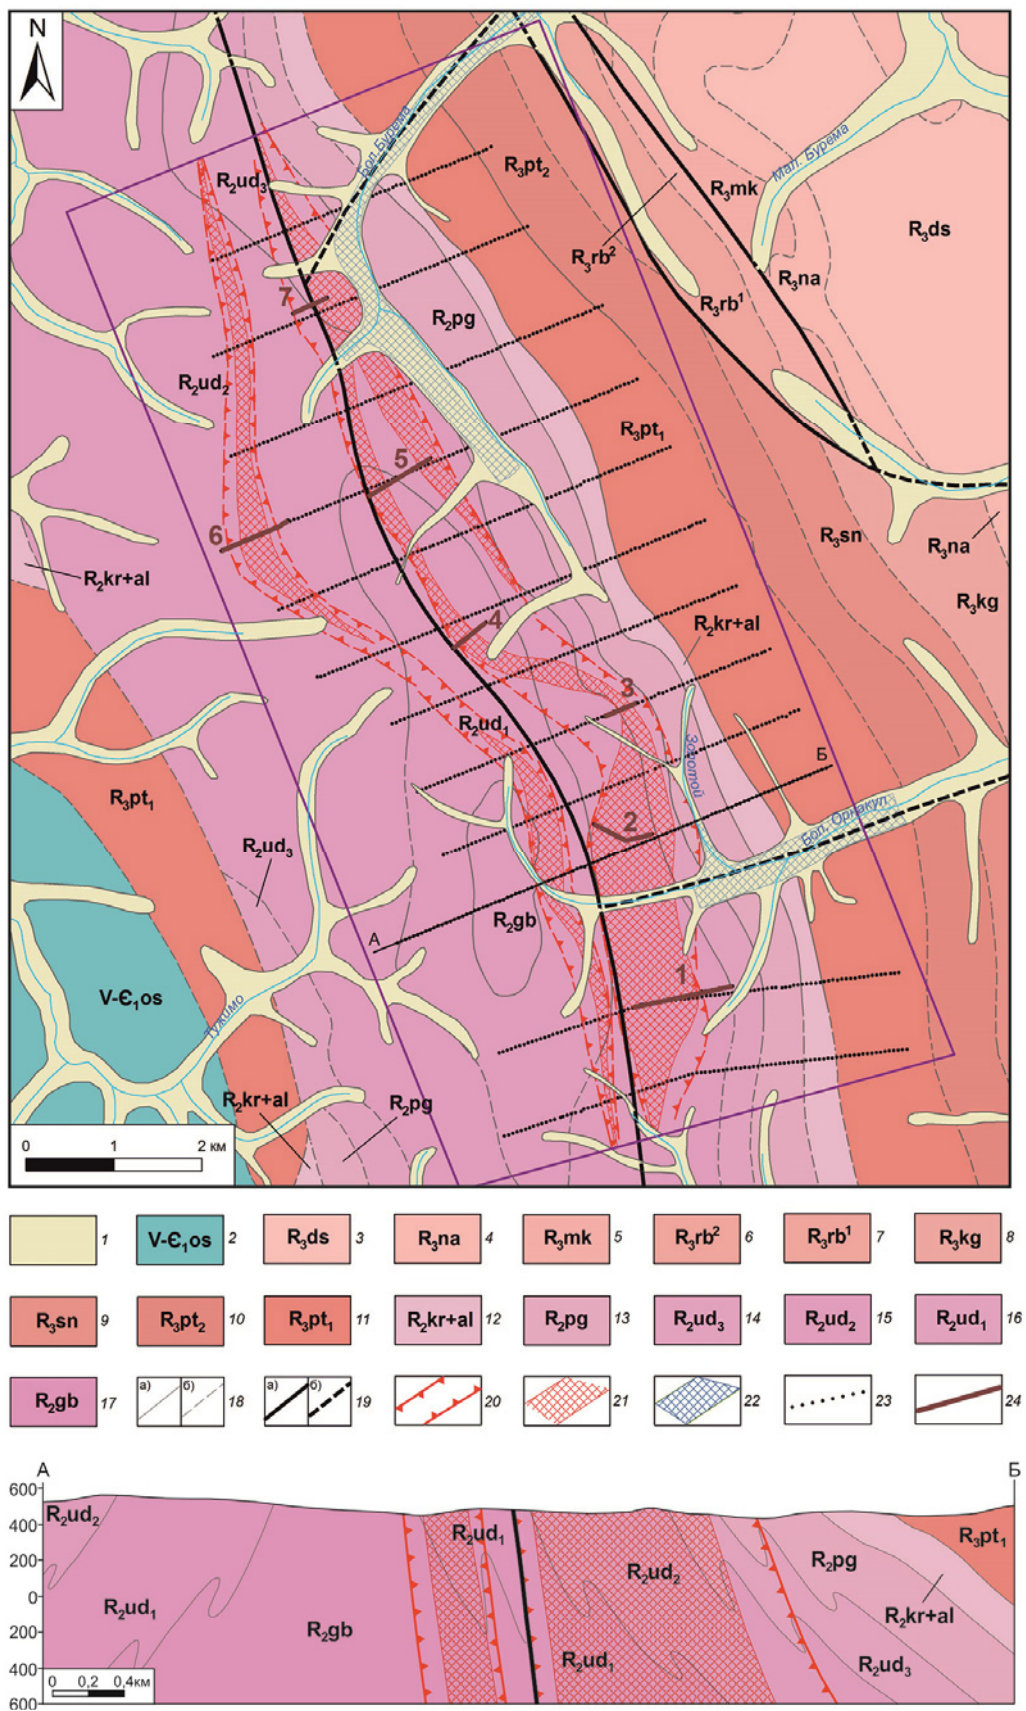 N
Бол.Бурема
Мал. Бурема
R₃pt₂
R₃mk
R₂ud₃
R₃ds
R₃rb²
R₃na
7
R₃rb¹
R₂pg
R₂ud₂
R₃pt₁
5
6
R₃sn
R₃na
R₂kr+al
R₃kg
4
R₂kr+al
3
R₂ud₁
Золотой
Б
R₃pt₁
2
Бол. Орнакул
R₂ud₃
R₂gb
А
1
V-Є₁os
Тужимо
R₂kr+al
R₂pg
0 1 2 км
1 V-Є₁os 2 R₃ds 3 R₃na 4 R₃mk 5 R₃rb² 6 R₃rb¹ 7 R₃kg 8
R₃sn 9 R₃pt₂ 10 R₃pt₁ 11 R₂kr+al 12 R₂pg 13 R₂ud₃ 14 R₂ud₂ 15 R₂ud₁ 16
R₂gb 17 а) б) 18 а) б) 19 20 21 22 23 24
А Б
600
R₂ud₂
400
R₂ud₁
R₃pt₁
R₂pg
200
R₂ud₂
0
R₂ud₁
R₂kr+al
200
R₂gb
R₂ud₁
R₂ud₃
400
0 0,2 0,4км
600